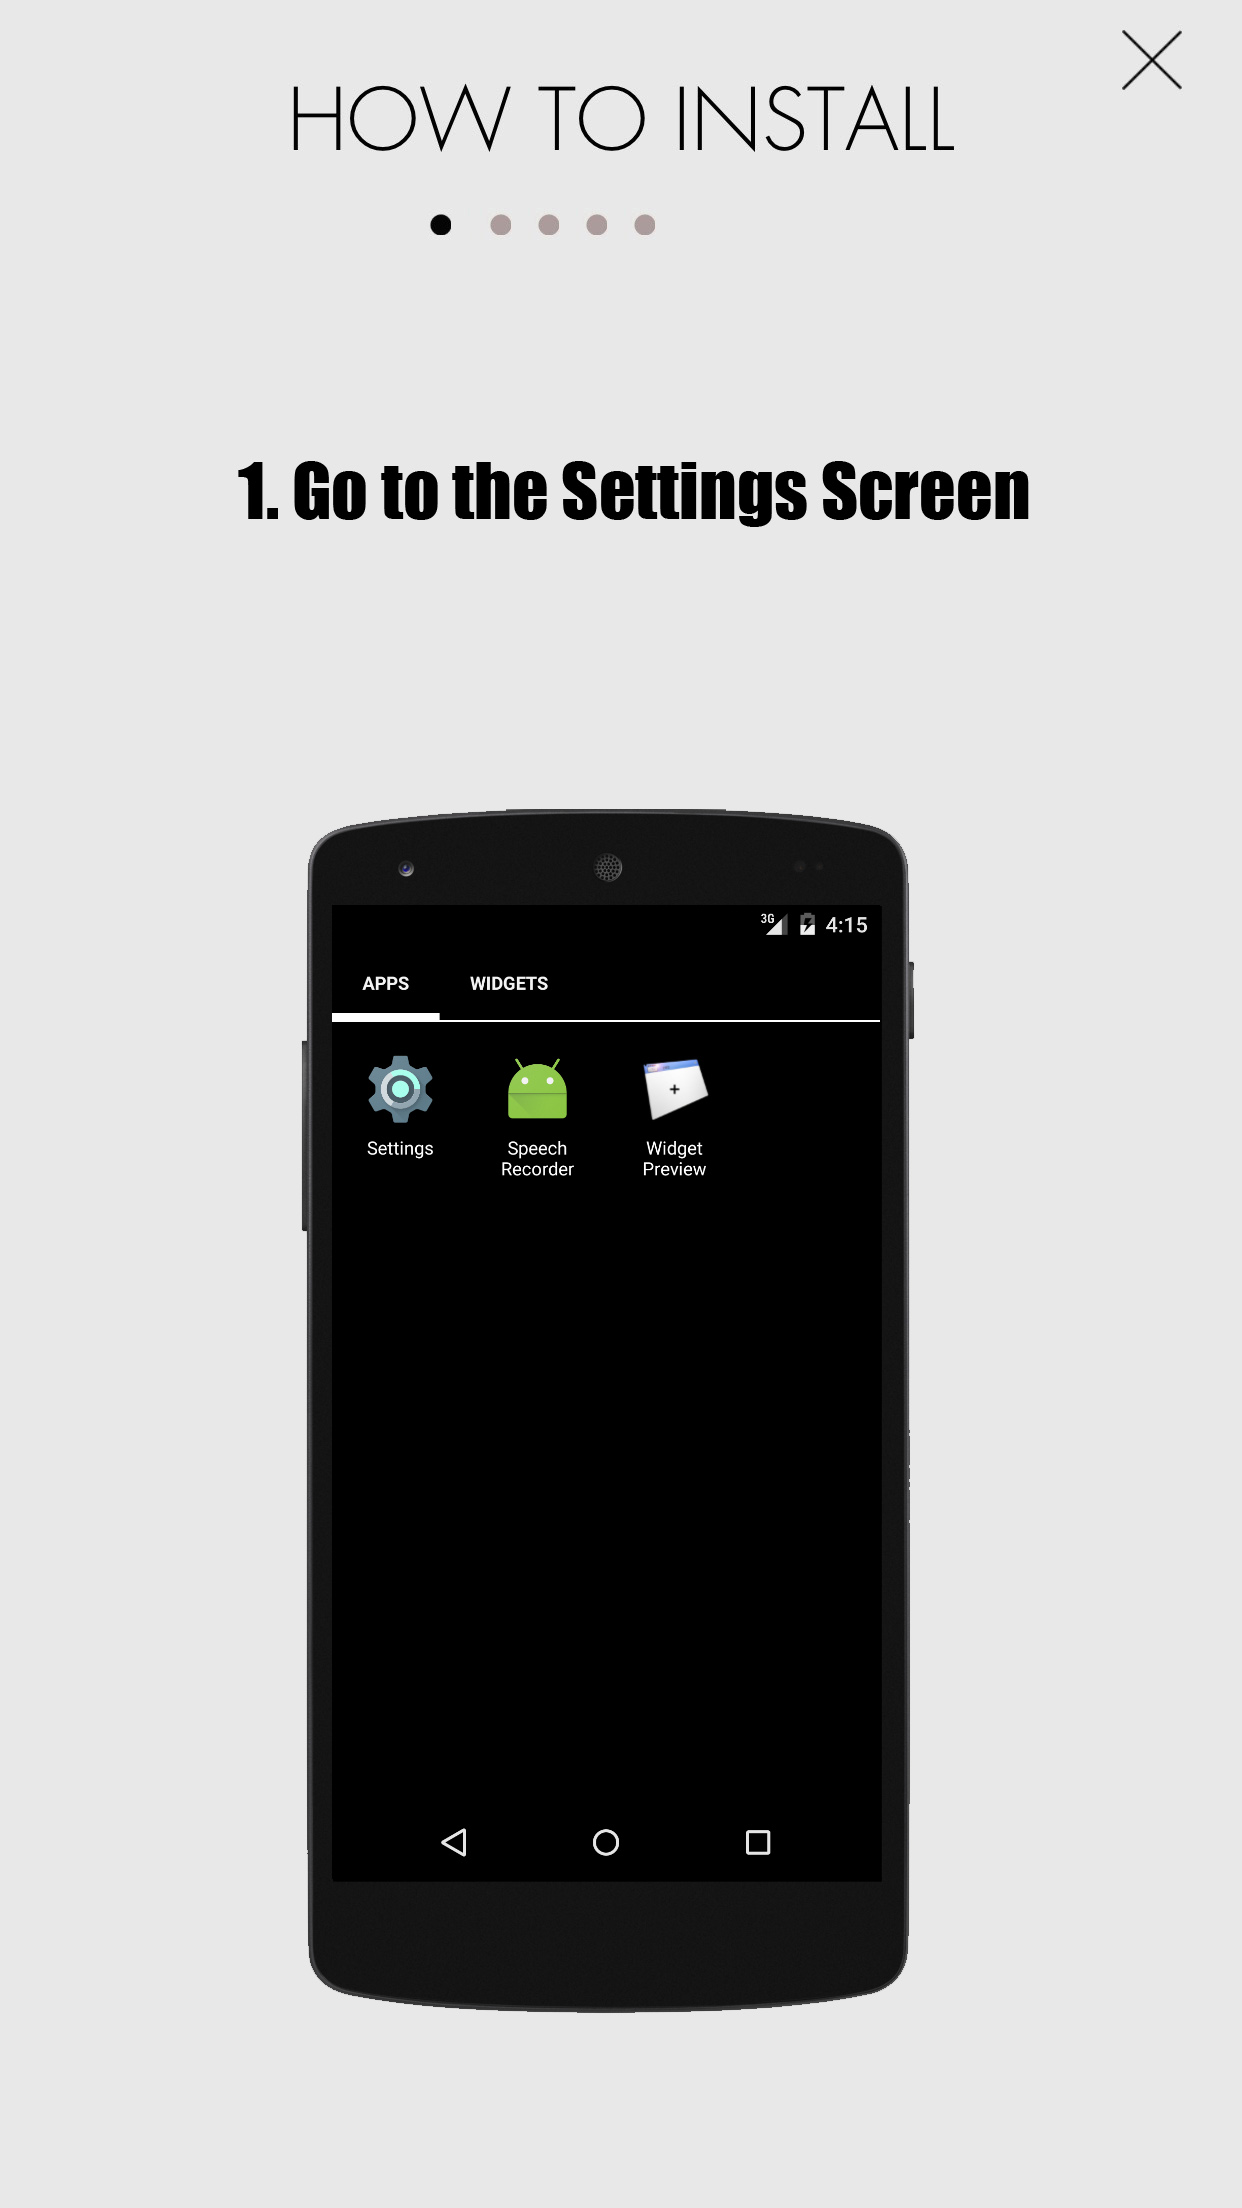 HOW TO INSTALL
1. Go to the Settings Screen
3G 4:15
APPS WIDGETS
Settings Speech Widget
Recorder Preview